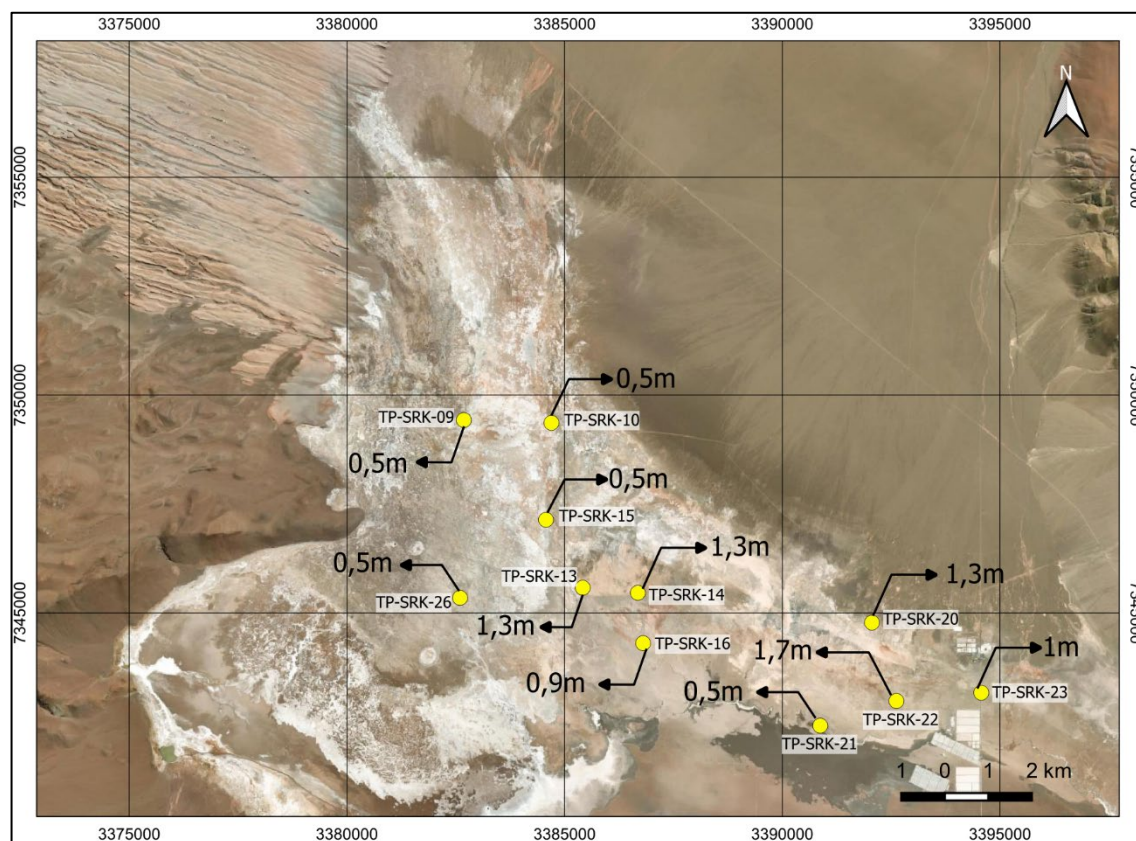 3375000 3380000 3385000 3390000 3395000
N
7355000 7355000
7350000 7350000
0,5m
TP-SRK-09 TP-SRK-10
0,5m
0,5m
TP-SRK-15
1,3m
0,5m TP-SRK-13 1,3m
TP-SRK-26 TP-SRK-14
7345000 7345000
TP-SRK-20
1,3m
TP-SRK-16 1,7m 1m
0,9m
0,5m TP-SRK-23
TP-SRK-22
TP-SRK-21
1 0 1 2 km
3375000 3380000 3385000 3390000 3395000